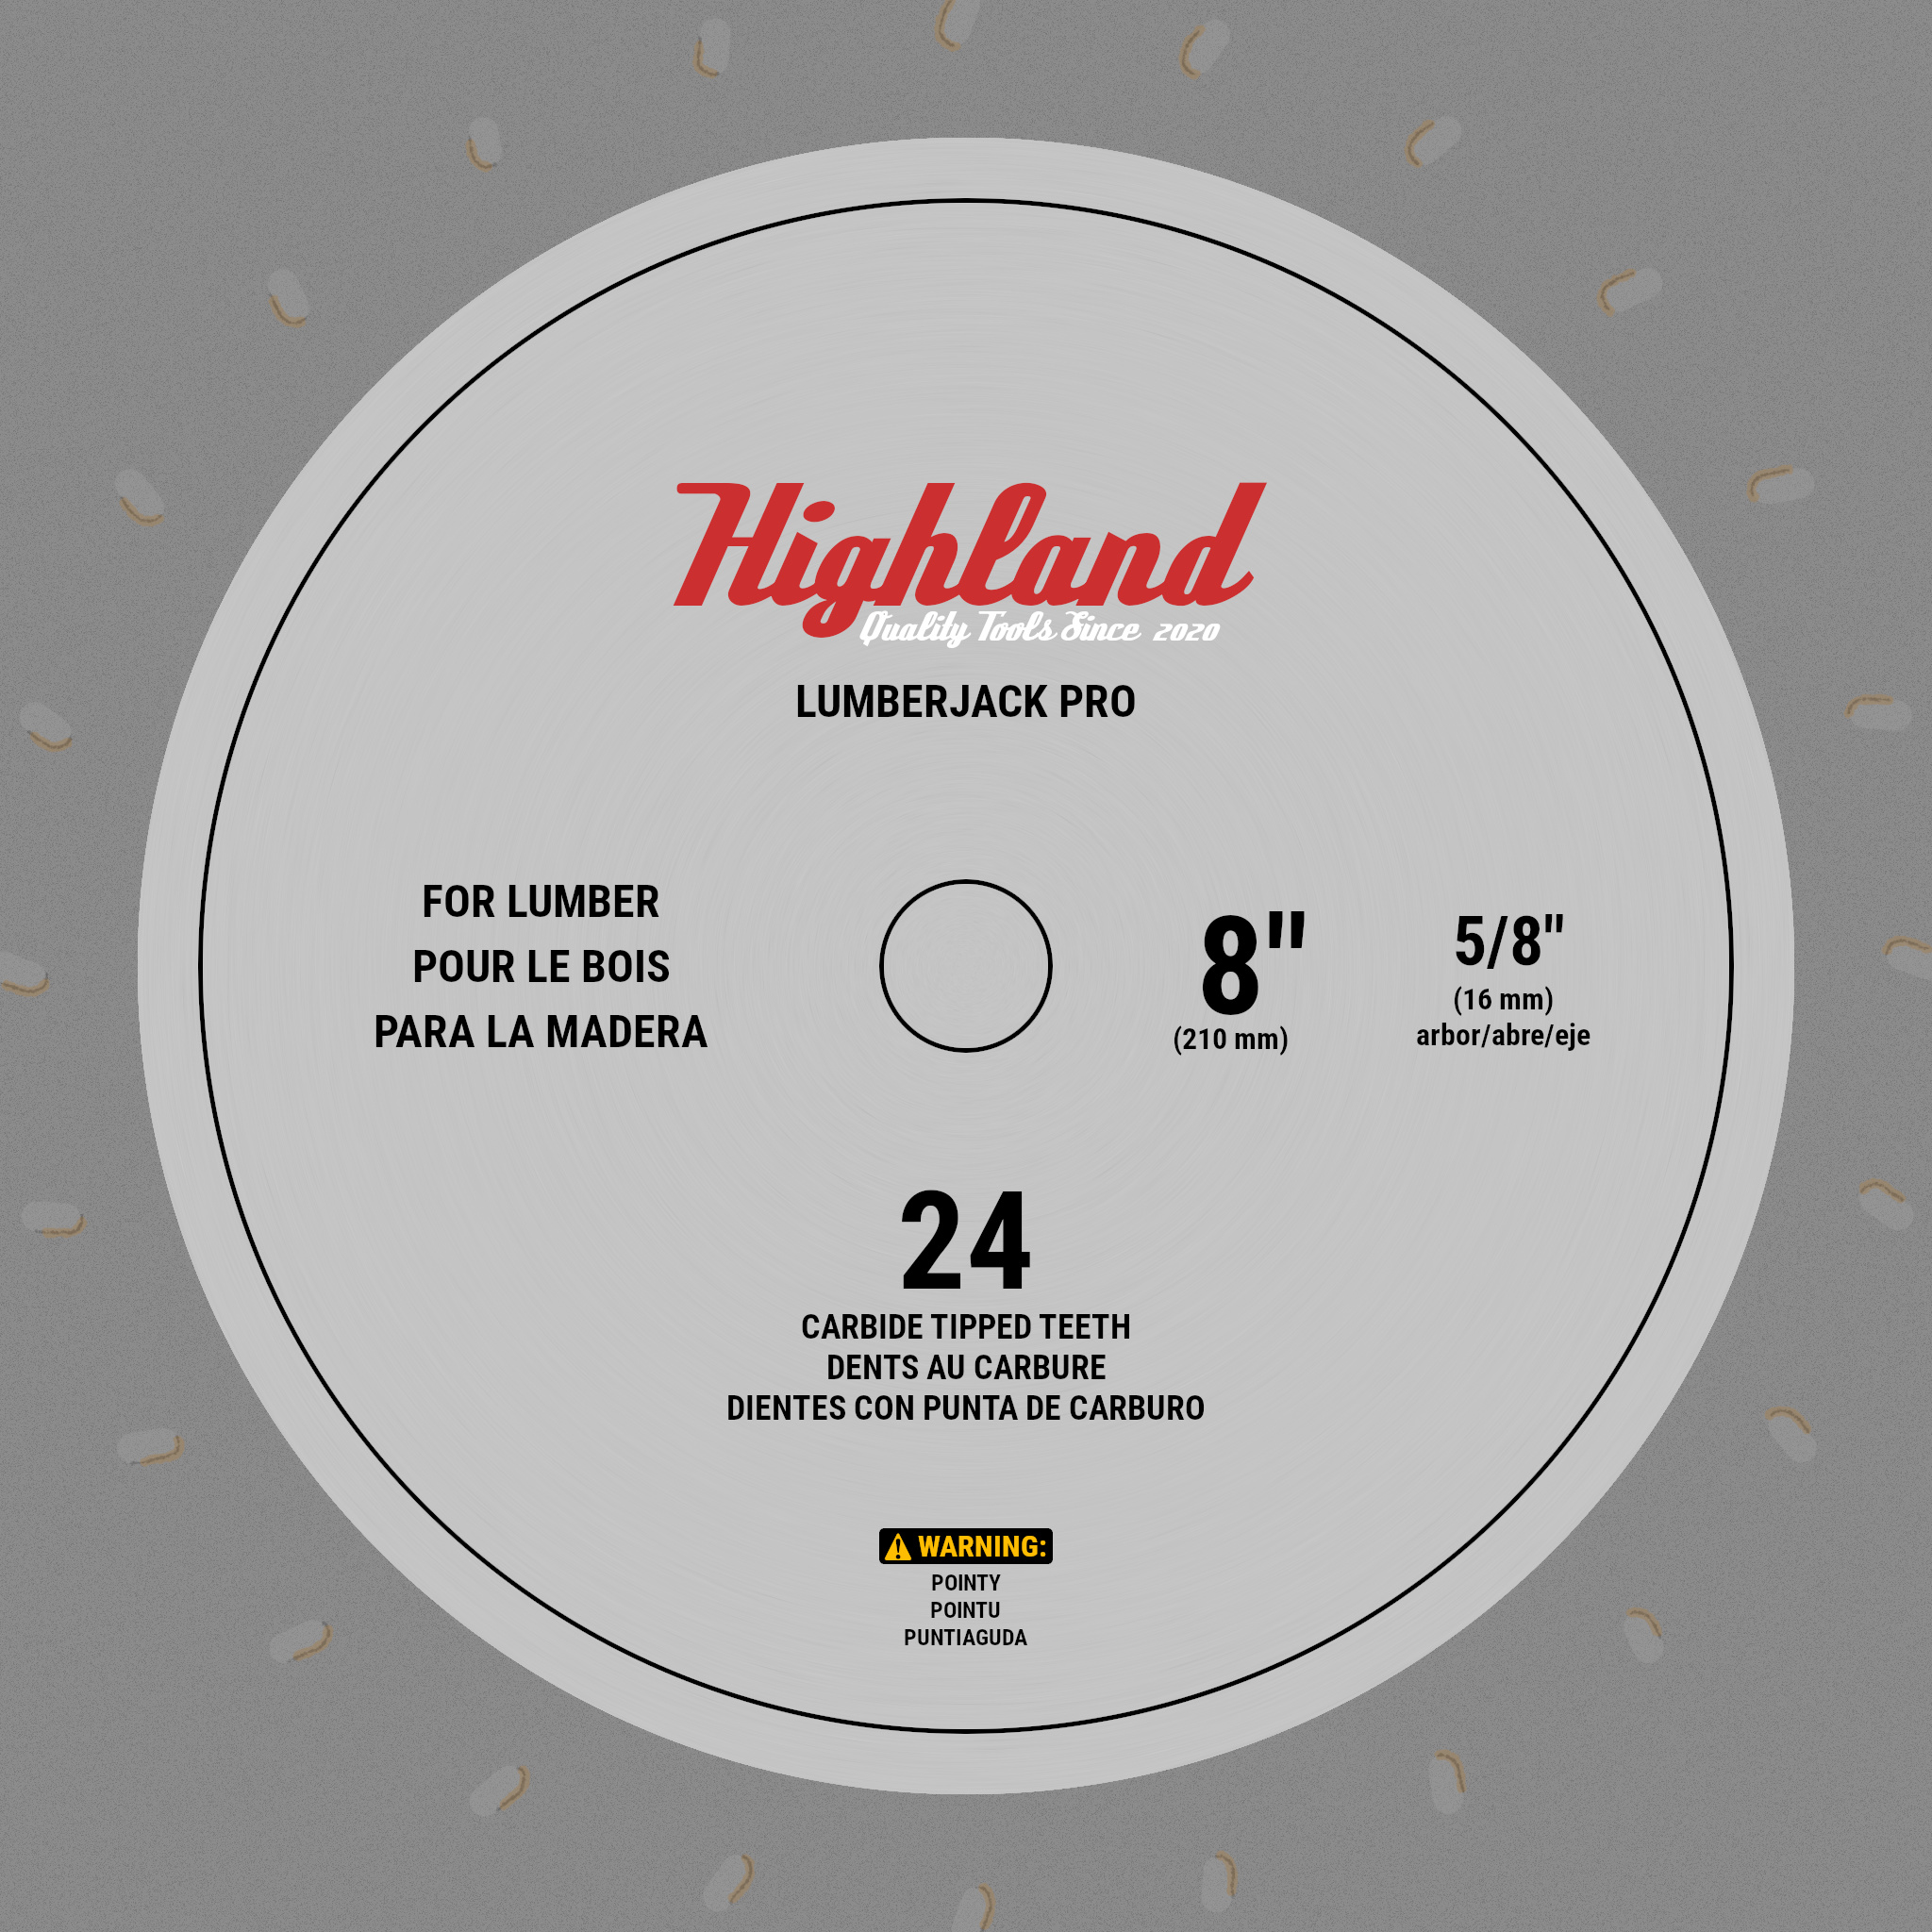 Highland
Quality Tools Since 2020
LUMBERJACK PRO
FOR LUMBER
POUR LE BOIS
PARA LA MADERA
8"
(210 mm)
5/8"
(16 mm)
arbor/abre/eje
24
CARBIDE TIPPED TEETH
DENTS AU CARBURE
DIENTES CON PUNTA DE CARBURO
WARNING:
POINTY
POINTU
PUNTIAGUDA